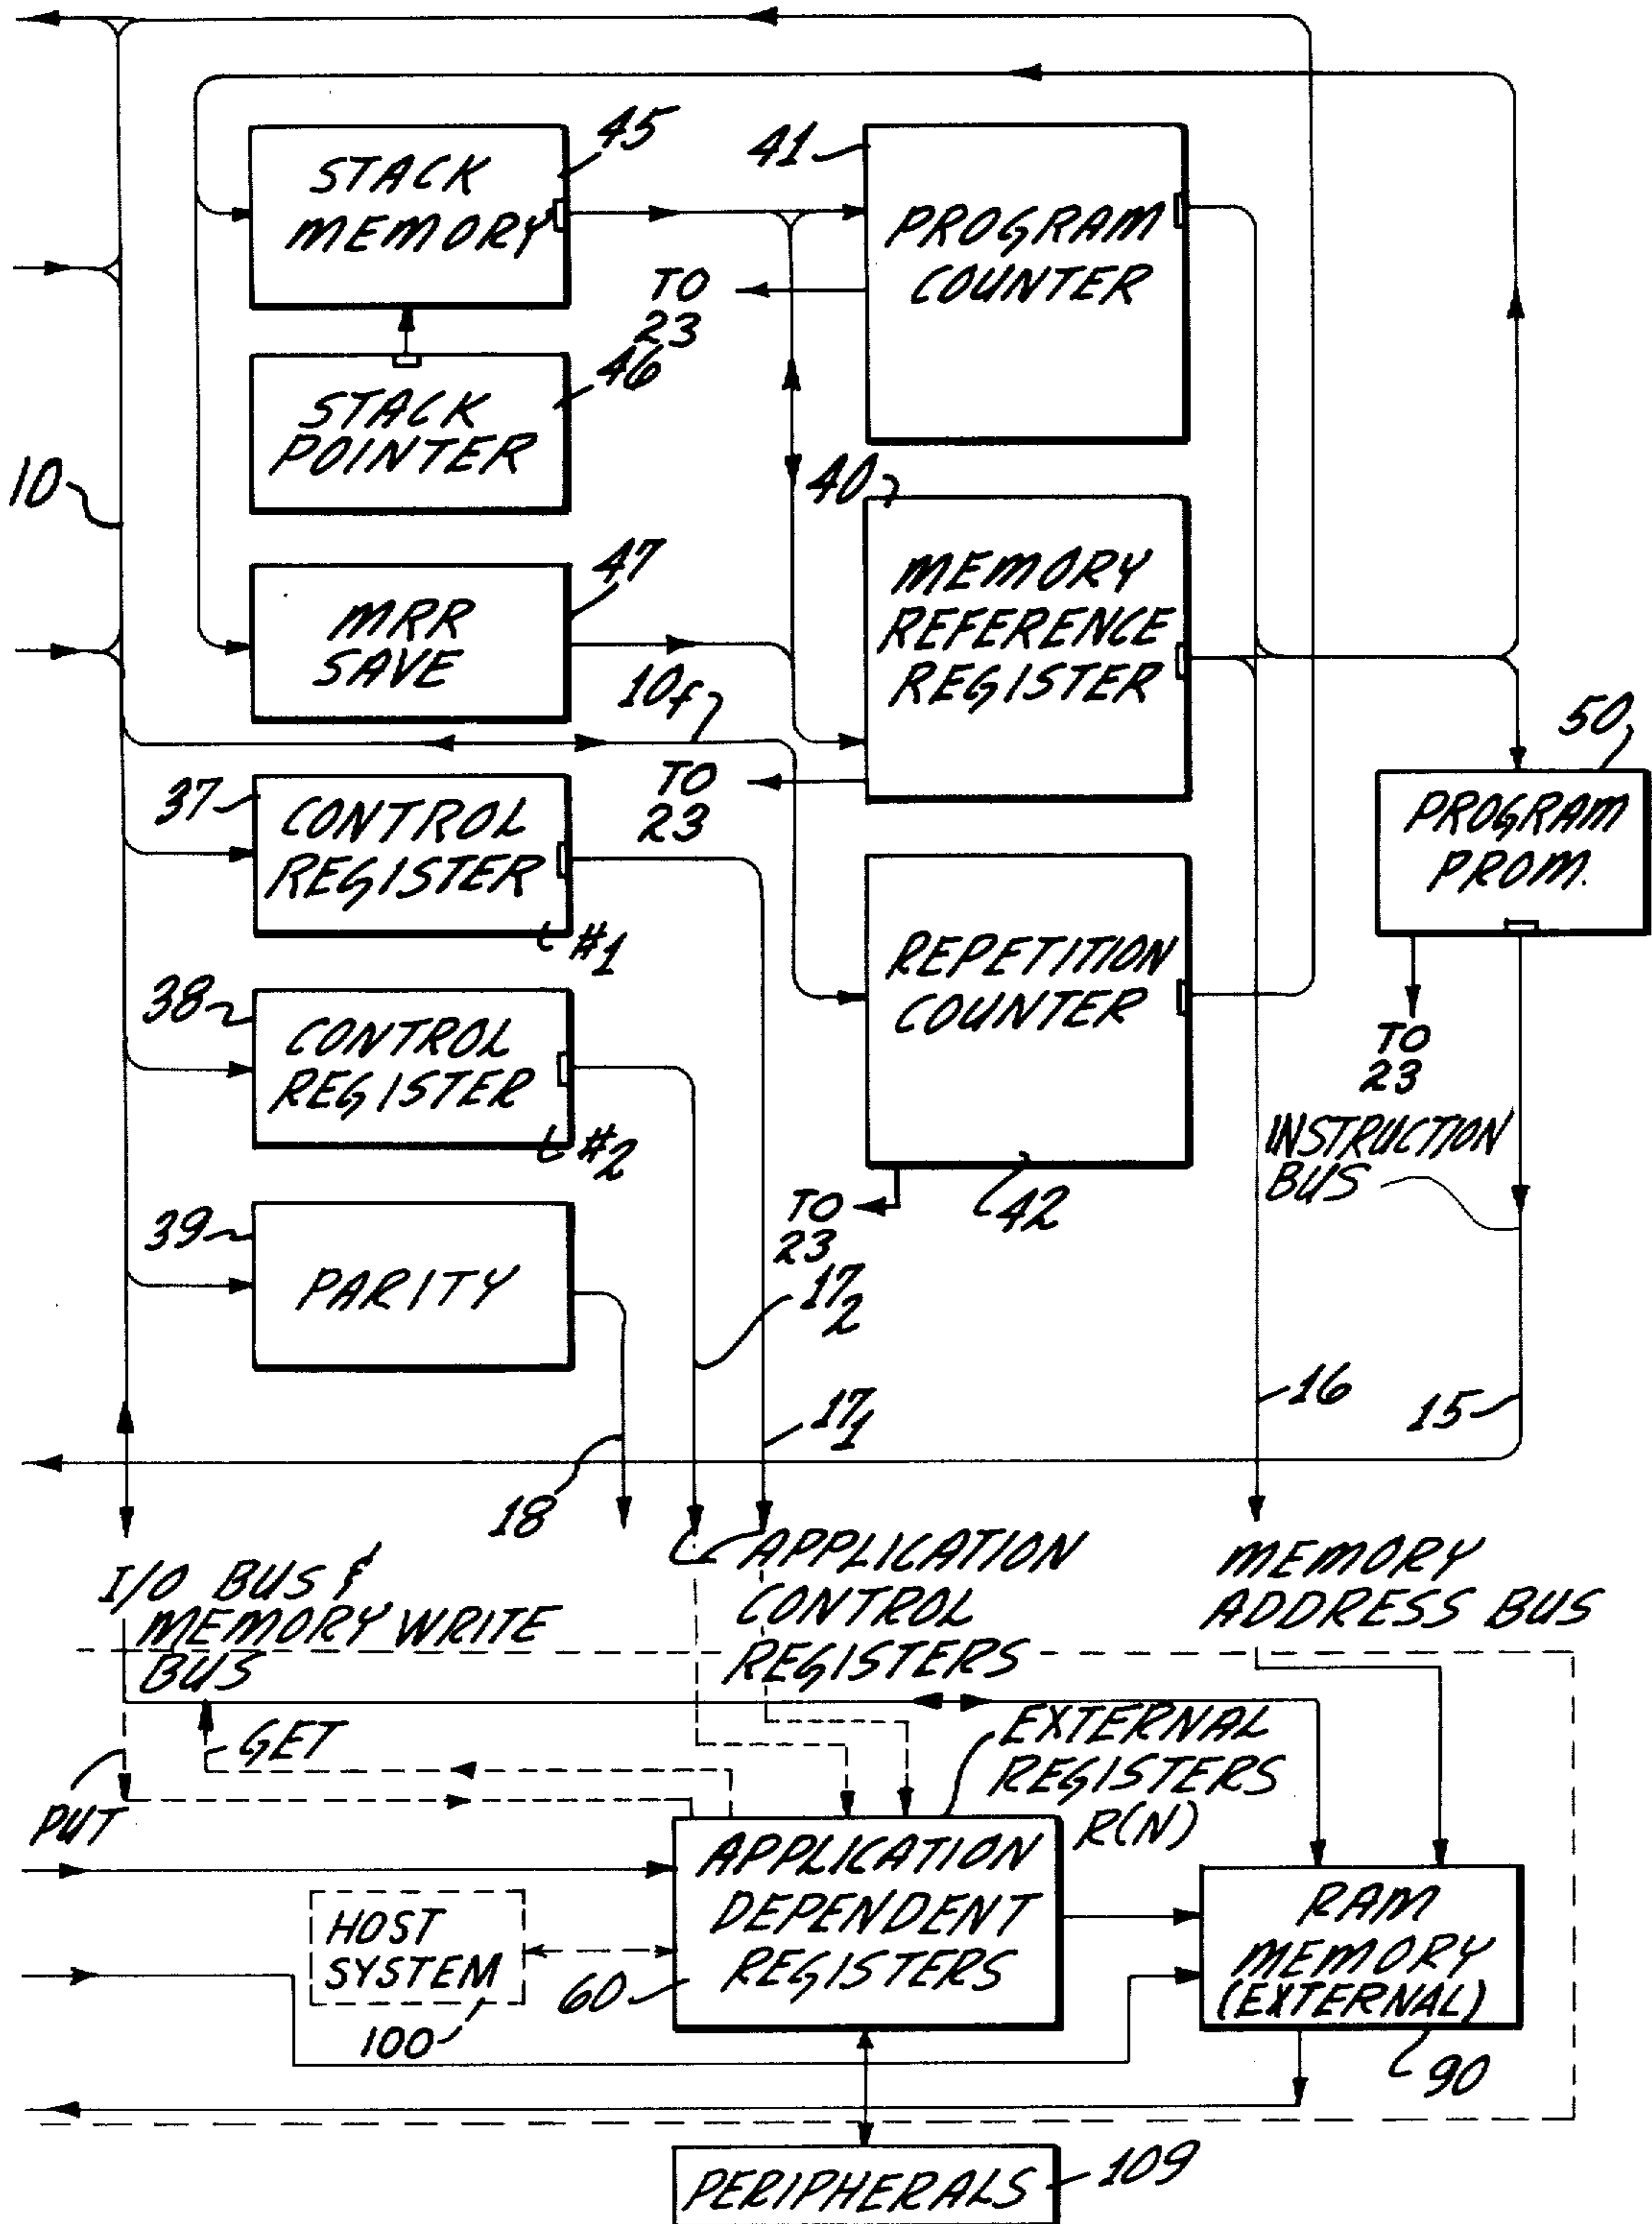 STACK
MEMORY
45
41
PROGRAM
COUNTER
TO
23
STACK
POINTER
46
10
40
MEMORY
REFERENCE
REGISTER
MRR
SAVE
47
10f
TO
23
50
PROGRAM
PROM.
37
CONTROL
REGISTER
#1
REPETITION
COUNTER
TO
23
38
CONTROL
REGISTER
#2
42
TO
23
INSTRUCTION
BUS
39
PARITY
17 2
17 1
16
15
18
I/O BUS &
MEMORY WRITE
BUS
APPLICATION
CONTROL
REGISTERS
MEMORY
ADDRESS BUS
GET
PUT
EXTERNAL
REGISTERS
R(N)
APPLICATION
DEPENDENT
REGISTERS
60
HOST
SYSTEM
100
RAM
MEMORY
(EXTERNAL)
90
PERIPHERALS
109